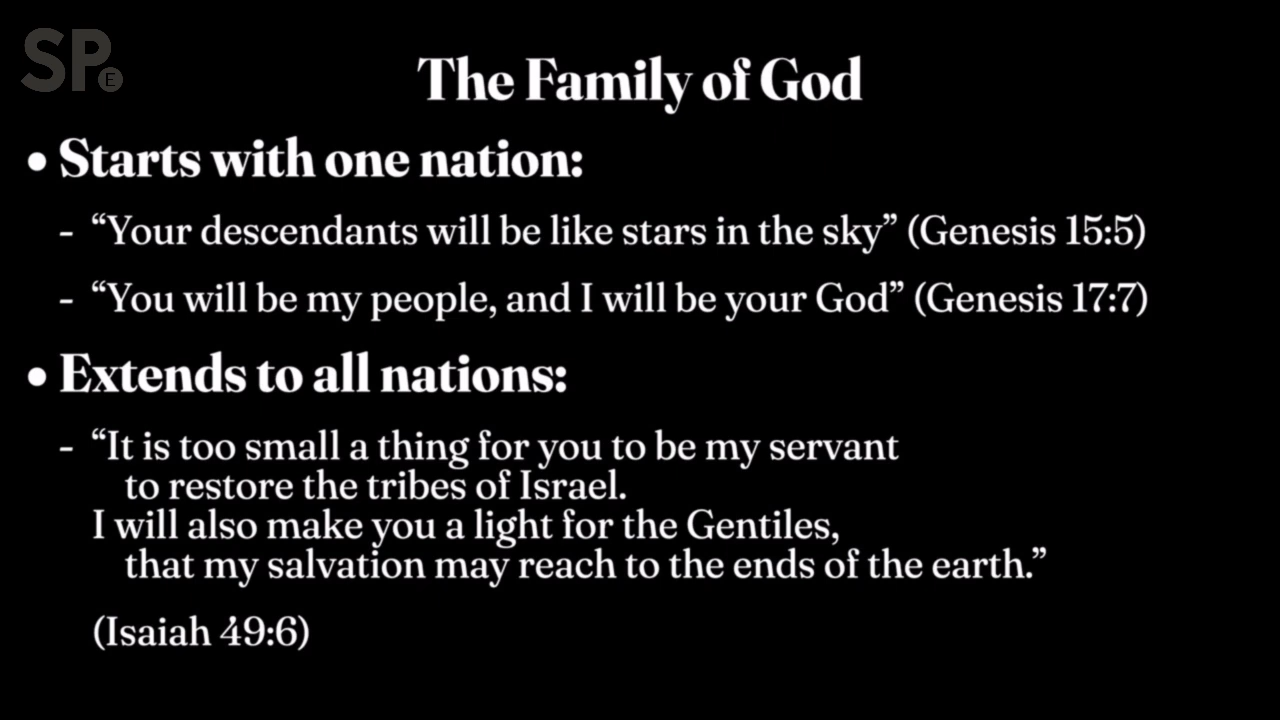 SP.
E
The Family of God
• Starts with one nation:
- “Your descendants will be like stars in the sky” (Genesis 15:5)
- “You will be my people, and I will be your God” (Genesis 17:7)
• Extends to all nations:
- “It is too small a thing for you to be my servant
to restore the tribes of Israel.
I will also make you a light for the Gentiles,
that my salvation may reach to the ends of the earth.”
(Isaiah 49:6)